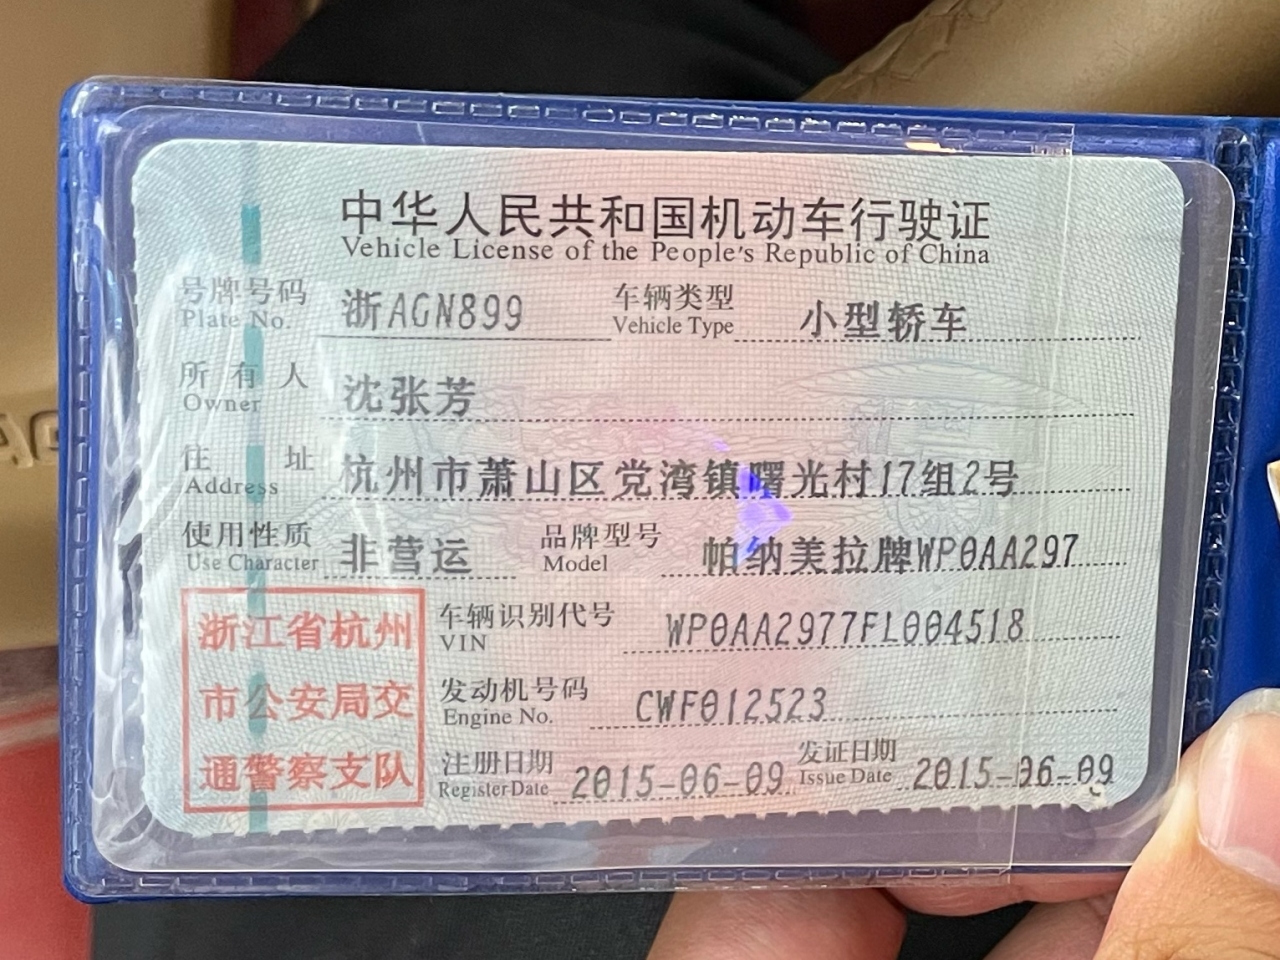 中华人民共和国机动车行驶证
Vehicle License of the People's Republic of China
号牌号码 浙AGN899 车辆类型 小型轿车
Plate No. Vehicle Type
所有人 沈张芳
Owner
住址 杭州市萧山区党湾镇曙光村17组2号
Address
使用性质 非营运 品牌型号 帕纳美拉牌WP0AA297
Use Character Model
浙江省杭州
市公安局交
通警察支队
车辆识别代号 WP0AA2977FL004518
VIN
发动机号码 CWF012523
Engine No.
注册日期 2015-06-09 发证日期 2015-06-09
Register Date Issue Date